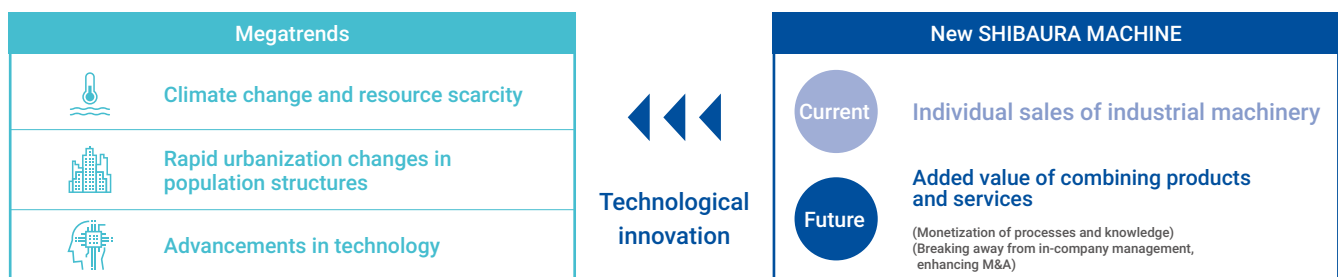 Megatrends
Climate change and resource scarcity
Rapid urbanization changes in
population structures
Advancements in technology
Technological
innovation
New SHIBAURA MACHINE
Current
Individual sales of industrial machinery
Future
Added value of combining products
and services
(Monetization of processes and knowledge)
(Breaking away from in-company management,
enhancing M&A)